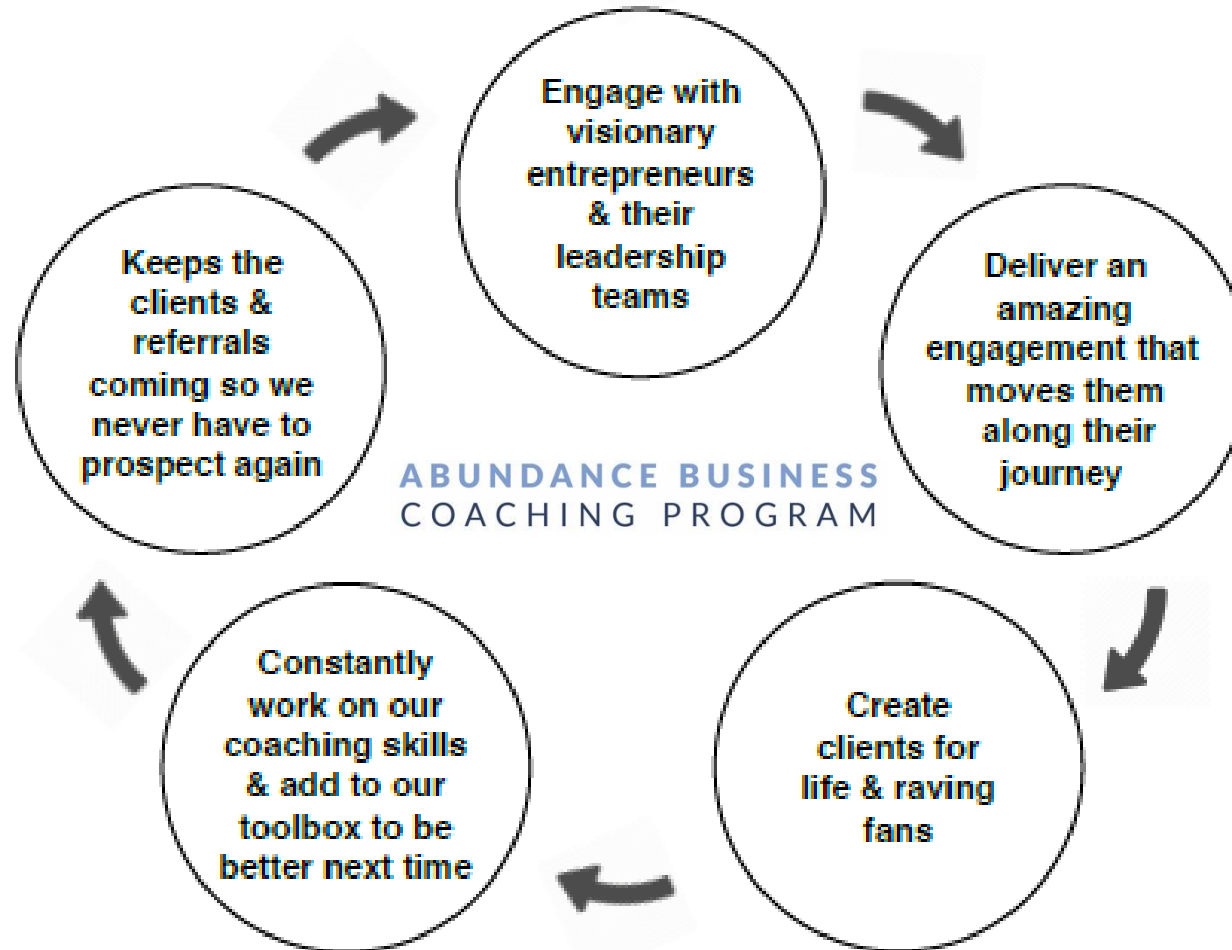 Engage with
visionary
entrepreneurs
& their
leadership
teams
Deliver an
amazing
engagement that
moves them
along their
journey
Create
clients for
life & raving
fans
Constantly
work on our
coaching skills
& add to our
toolbox to be
better next time
Keeps the
clients &
referrals
coming so we
never have to
prospect again
ABUNDANCE BUSINESS
COACHING PROGRAM